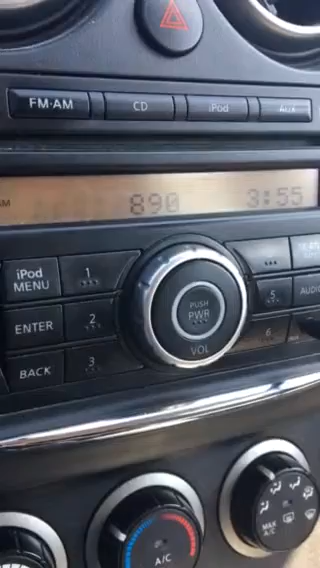 FM·AM CD iPod AUX
890 3:55
iPod MENU
1
ENTER
2
BACK
3
PUSH
PWR
VOL
5
AUDIO
6
A/C
MAX
A/C